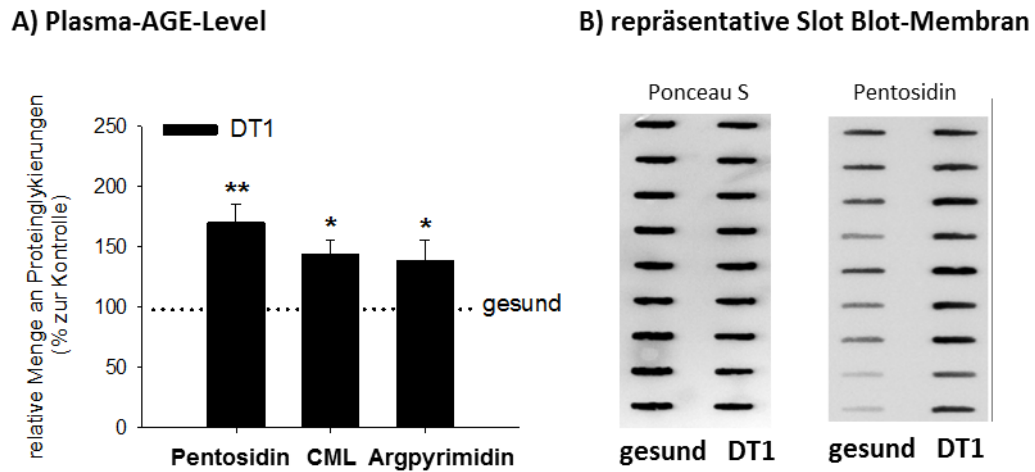 A) Plasma-AGE-Level
relative Menge an Proteinglykierungen
(% zur Kontrolle)
250
200
150
100
50
0
DT1
**
*
*
gesund
Pentosidin CML Argpyrimidin
B) repräsentative Slot Blot-Membran
Ponceau S
Pentosidin
gesund DT1
gesund DT1